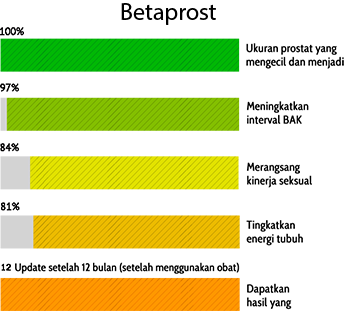 Betaprost
100%
Ukuran prostat yang
mengecil dan menjadi
97%
Meningkatkan
interval BAK
84%
Merangsang
kinerja seksual
81%
Tingkatkan
energi tubuh
12 Update setelah 12 bulan (setelah menggunakan obat)
Dapatkan
hasil yang